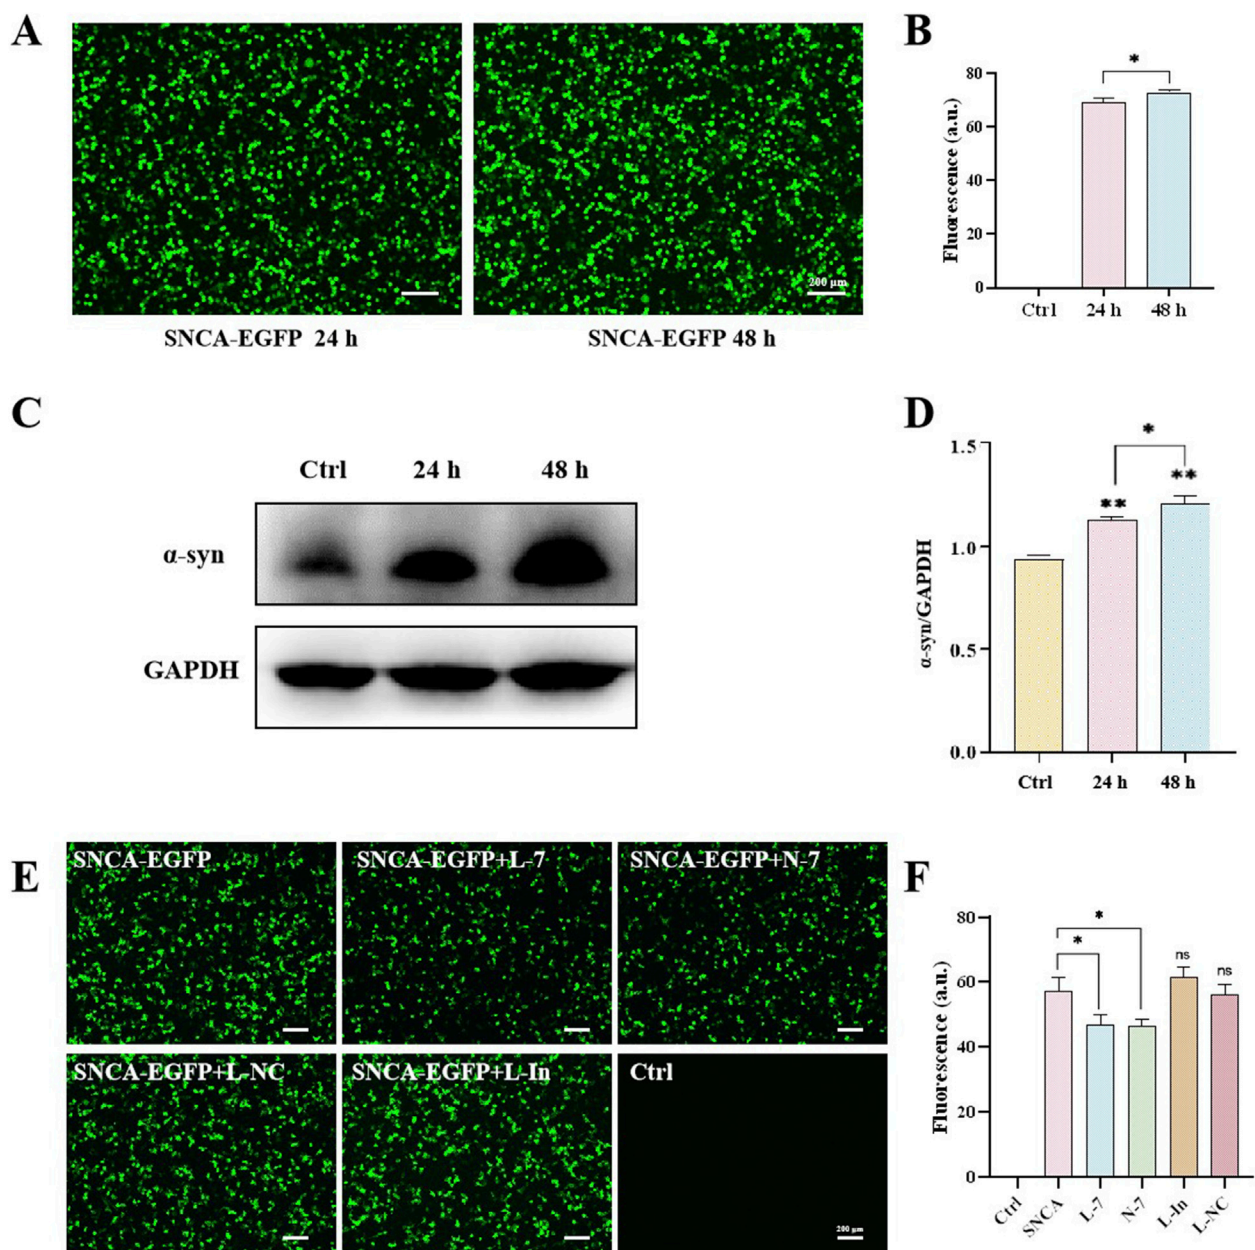 A
200 μm
SNCA-EGFP 24 h
SNCA-EGFP 48 h
B
*
Fluorescence (a.u.)
80
60
40
20
0
Ctrl 24 h 48 h
C
Ctrl 24 h 48 h
α-syn
GAPDH
D
*
** **
α-syn/GAPDH
1.5
1.0
0.5
0.0
Ctrl 24 h 48 h
E
SNCA-EGFP
SNCA-EGFP+L-7
SNCA-EGFP+N-7
SNCA-EGFP+L-NC
SNCA-EGFP+L-In
Ctrl
200 μm
F
*
*
ns
ns
Fluorescence (a.u.)
80
60
40
20
0
Ctrl SNCA L-7 N-7 L-In L-NC